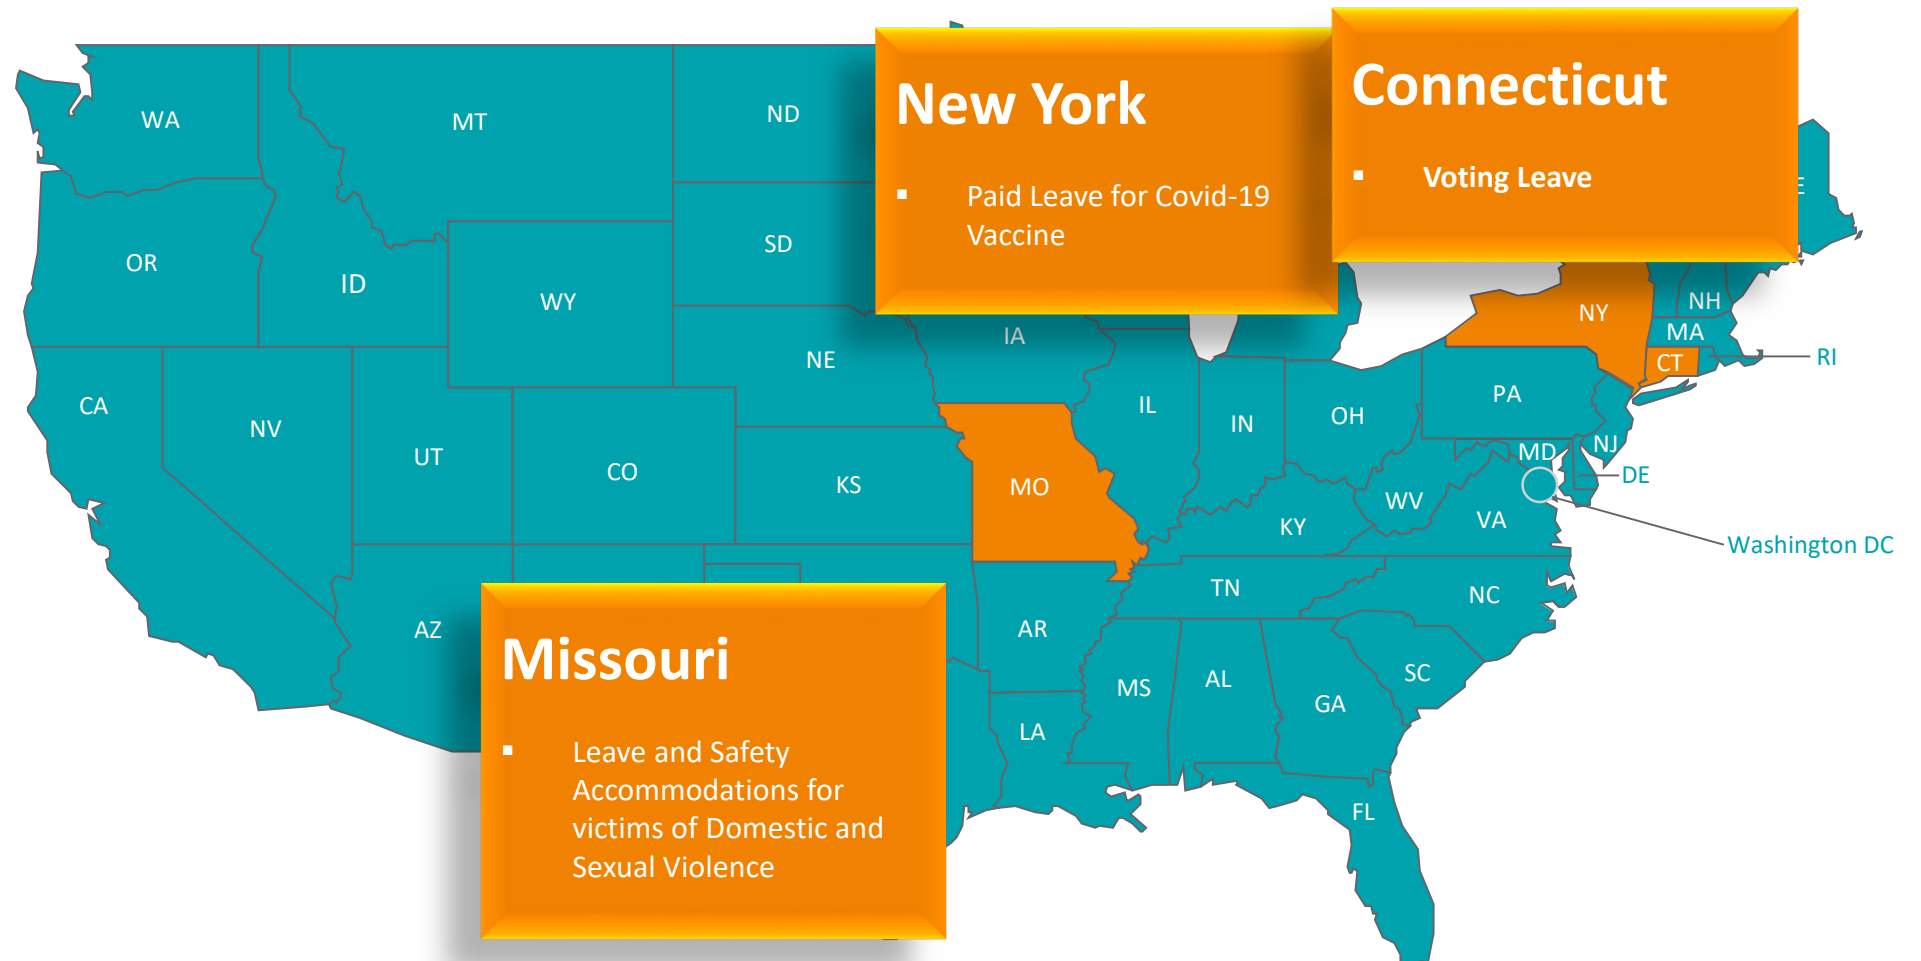 New York
▪ Paid Leave for Covid-19
Vaccine
Connecticut
▪ Voting Leave
Missouri
▪ Leave and Safety
Accommodations for
victims of Domestic and
Sexual Violence
WA
MT
ND
OR
ID
SD
WY
IA
NE
NY
NH
MA
CT
RI
CA
NV
UT
CO
KS
MO
IL
IN
OH
PA
NJ
MD
DE
WV
VA
KY
Washington DC
TN
NC
AZ
AR
MS
AL
GA
SC
LA
FL